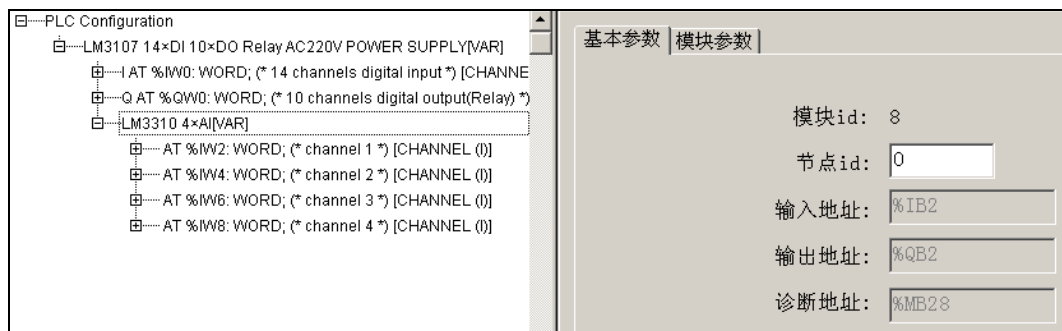 PLC Configuration
LM3107 14×DI 10×DO Relay AC220V POWER SUPPLY[VAR]
I AT %IW0: WORD; (* 14 channels digital input *) [CHANNE
Q AT %QW0: WORD; (* 10 channels digital output(Relay) *)
LM3310 4×AI[VAR]
AT %IW2: WORD; (* channel 1 *) [CHANNEL (I)]
AT %IW4: WORD; (* channel 2 *) [CHANNEL (I)]
AT %IW6: WORD; (* channel 3 *) [CHANNEL (I)]
AT %IW8: WORD; (* channel 4 *) [CHANNEL (I)]
基本参数 模块参数
模块id: 8
节点id: 0
输入地址: %IB2
输出地址: %QB2
诊断地址: %MB28